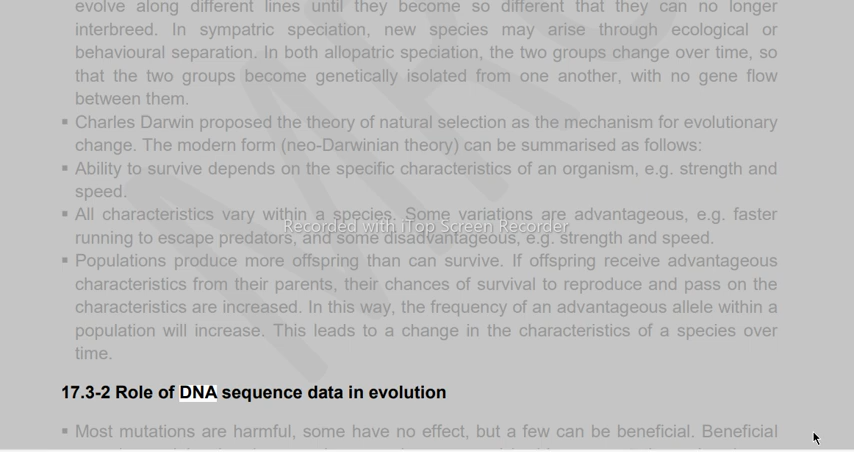 evolve along different lines until they become so different that they can no longer
interbreed. In sympatric speciation, new species may arise through ecological or
behavioural separation. In both allopatric speciation, the two groups change over time, so
that the two groups become genetically isolated from one another, with no gene flow
between them.
▪ Charles Darwin proposed the theory of natural selection as the mechanism for evolutionary
change. The modern form (neo-Darwinian theory) can be summarised as follows:
▪ Ability to survive depends on the specific characteristics of an organism, e.g. strength and
speed.
▪ All characteristics vary within a species. Some variations are advantageous, e.g. faster
Recorded with iTop Screen Recorder
running to escape predators, and some disadvantageous, e.g. strength and speed.
▪ Populations produce more offspring than can survive. If offspring receive advantageous
characteristics from their parents, their chances of survival to reproduce and pass on the
characteristics are increased. In this way, the frequency of an advantageous allele within a
population will increase. This leads to a change in the characteristics of a species over
time.
17.3-2 Role of DNA sequence data in evolution
▪ Most mutations are harmful, some have no effect, but a few can be beneficial. Beneficial